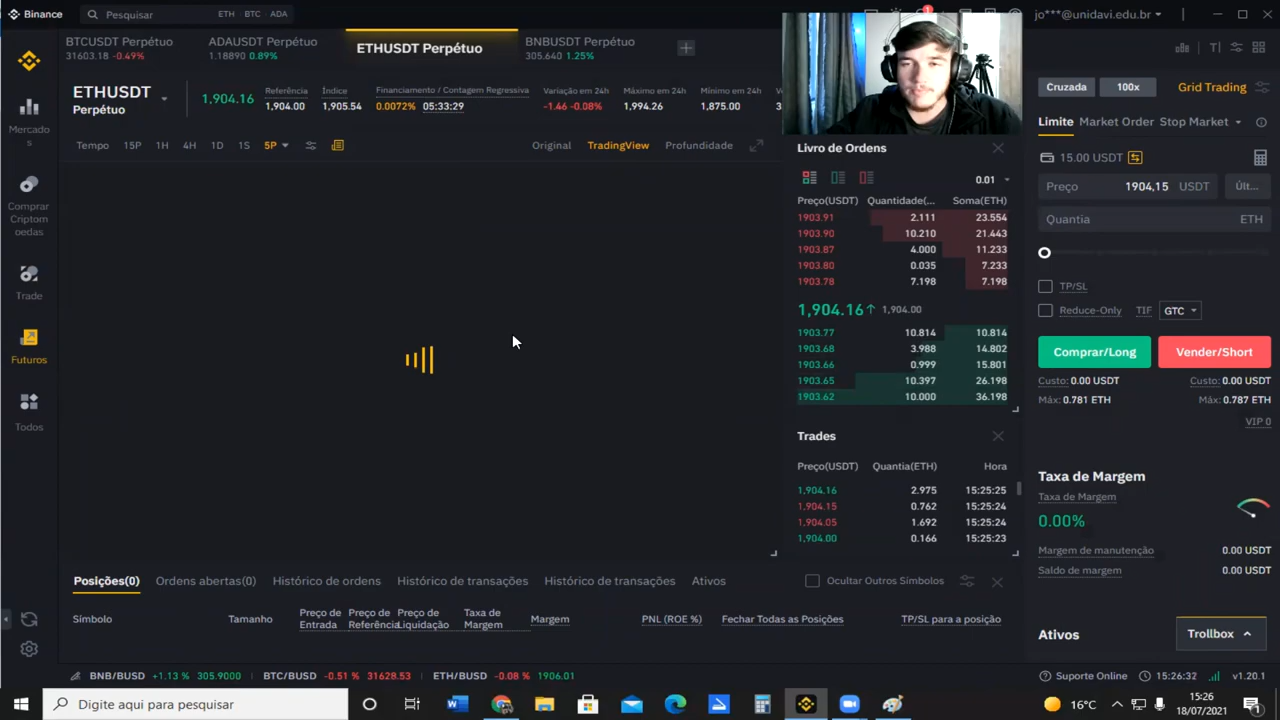 Binance
Pesquisar ETH BTC ADA
jo***@unidavi.edu.br
BTCUSDT Perpétuo
31603.18 -0.49%
ADAUSDT Perpétuo
1.18890 0.89%
ETHUSDT Perpétuo
BNBUSDT Perpétuo
305.640 1.25%
ETHUSDT
Perpétuo
1,904.16
Referência
1,904.00
Índice
1,905.54
Financiamento / Contagem Regressiva
0.0072% 05:33:29
Variação em 24h
-1.46 -0.08%
Máximo em 24h
1,994.26
Mínimo em 24h
1,875.00
Mercado
s
Comprar
Criptom
oedas
Trade
Futuros
Todos
Tempo 15P 1H 4H 1D 1S 5P
Original TradingView Profundidade
Livro de Ordens
0.01
Preço(USDT) Quantidade(... Soma(ETH)
1903.91 2.111 23.554
1903.90 10.210 21.443
1903.87 4.000 11.233
1903.80 0.035 7.233
1903.78 7.198 7.198
1,904.16↑ 1,904.00
1903.77 10.814 10.814
1903.68 3.988 14.802
1903.66 0.999 15.801
1903.65 10.397 26.198
1903.62 10.000 36.198
Trades
Preço(USDT) Quantia(ETH) Hora
1,904.16 2.975 15:25:25
1,904.15 0.762 15:25:24
1,904.05 1.692 15:25:24
1,904.00 0.166 15:25:23
Cruzada 100x Grid Trading
Limite Market Order Stop Market
15.00 USDT
Preço 1904,15 USDT Últ...
Quantia ETH
TP/SL
Reduce-Only TIF GTC
Comprar/Long Vender/Short
Custo: 0.00 USDT Custo: 0.00 USDT
Máx: 0.781 ETH Máx: 0.787 ETH
VIP 0
Taxa de Margem
Taxa de Margem
0.00%
Margem de manutenção 0.00 USDT
Saldo de margem 0.00 USDT
Ativos
Trollbox
Posições(0) Ordens abertas(0) Histórico de ordens Histórico de transações Histórico de transações Ativos
Ocultar Outros Símbolos
Símbolo
Tamanho
Preço de
Entrada
Preço de
Referência
Preço de
Liquidação
Taxa de
Margem
Margem
PNL (ROE %)
Fechar Todas as Posições
TP/SL para a posição
BNB/BUSD +1.13 % 305.9000 BTC/BUSD -0.51 % 31628.53 ETH/BUSD -0.08 % 1906.01
Suporte Online 15:26:32 v1.20.1
Digite aqui para pesquisar
16°C
15:26
18/07/2021